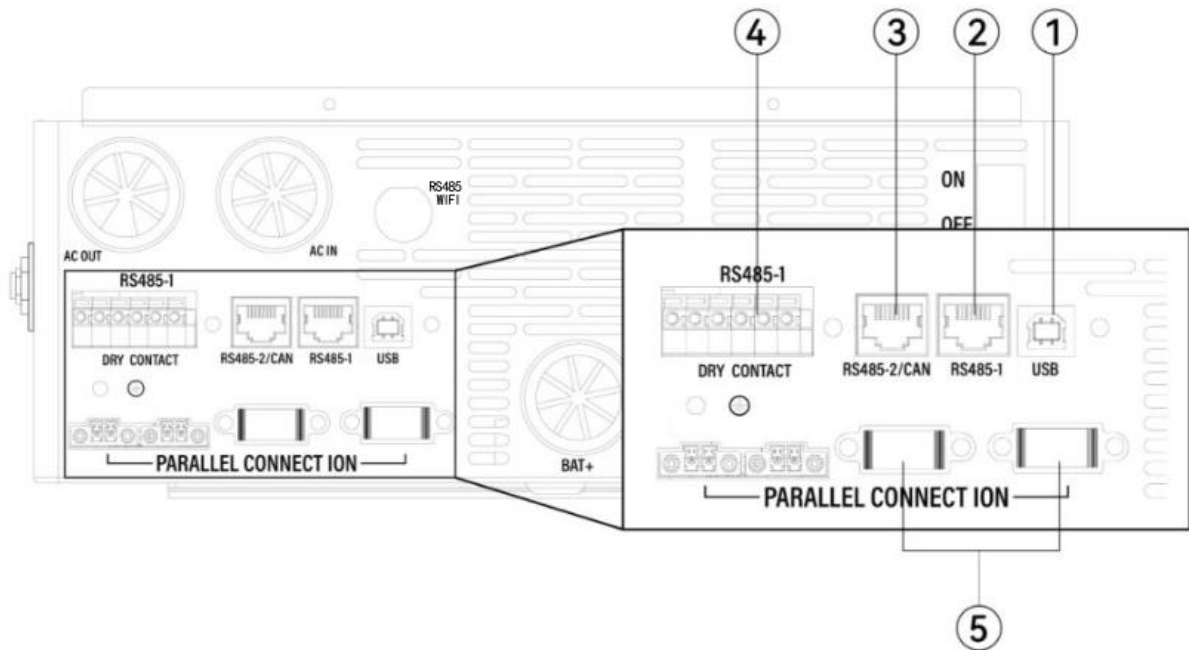 4
3
2
1
RS485
WIFI
ON
OFF
AC OUT
AC IN
RS485-1
DRY CONTACT
RS485-2/CAN
RS485-1
USB
PARALLEL CONNECT ION
BAT+
RS485-1
DRY CONTACT
RS485-2/CAN
RS485-1
USB
PARALLEL CONNECT ION
5